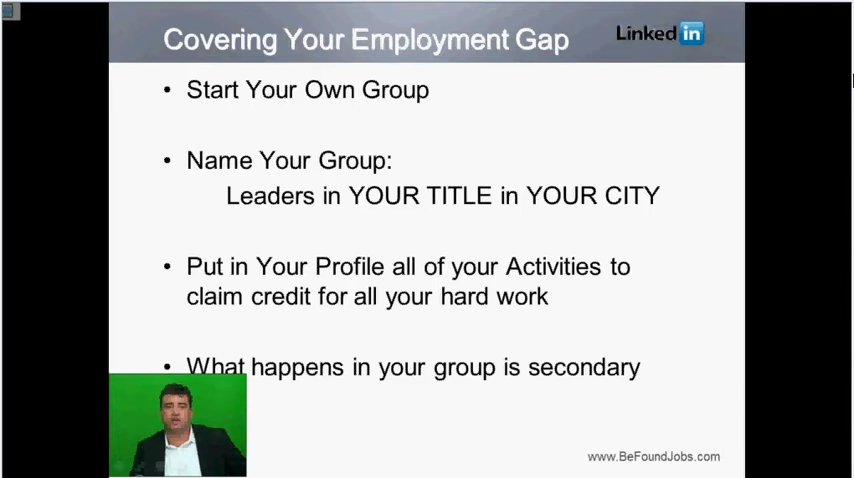 Covering Your Employment Gap
Linked in
• Start Your Own Group
• Name Your Group:
Leaders in YOUR TITLE in YOUR CITY
• Put in Your Profile all of your Activities to
claim credit for all your hard work
• What happens in your group is secondary
www.BeFoundJobs.com